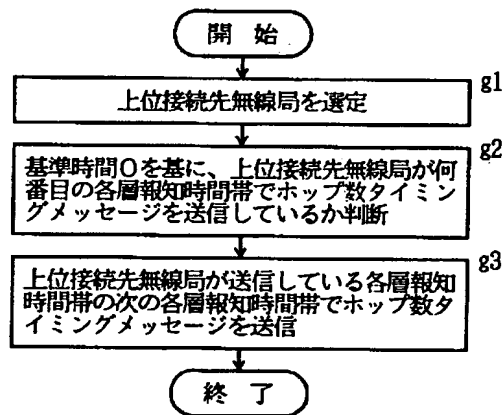 開 始
g1
上位接続先無線局を選定
g2
基準時間0を基に、上位接続先無線局が何
番目の各層報知時間帯でホップ数タイミン
グメッセージを送信しているか判断
g3
上位接続先無線局が送信している各層報知
時間帯の次の各層報知時間帯でホップ数タ
イミングメッセージを送信
終 了